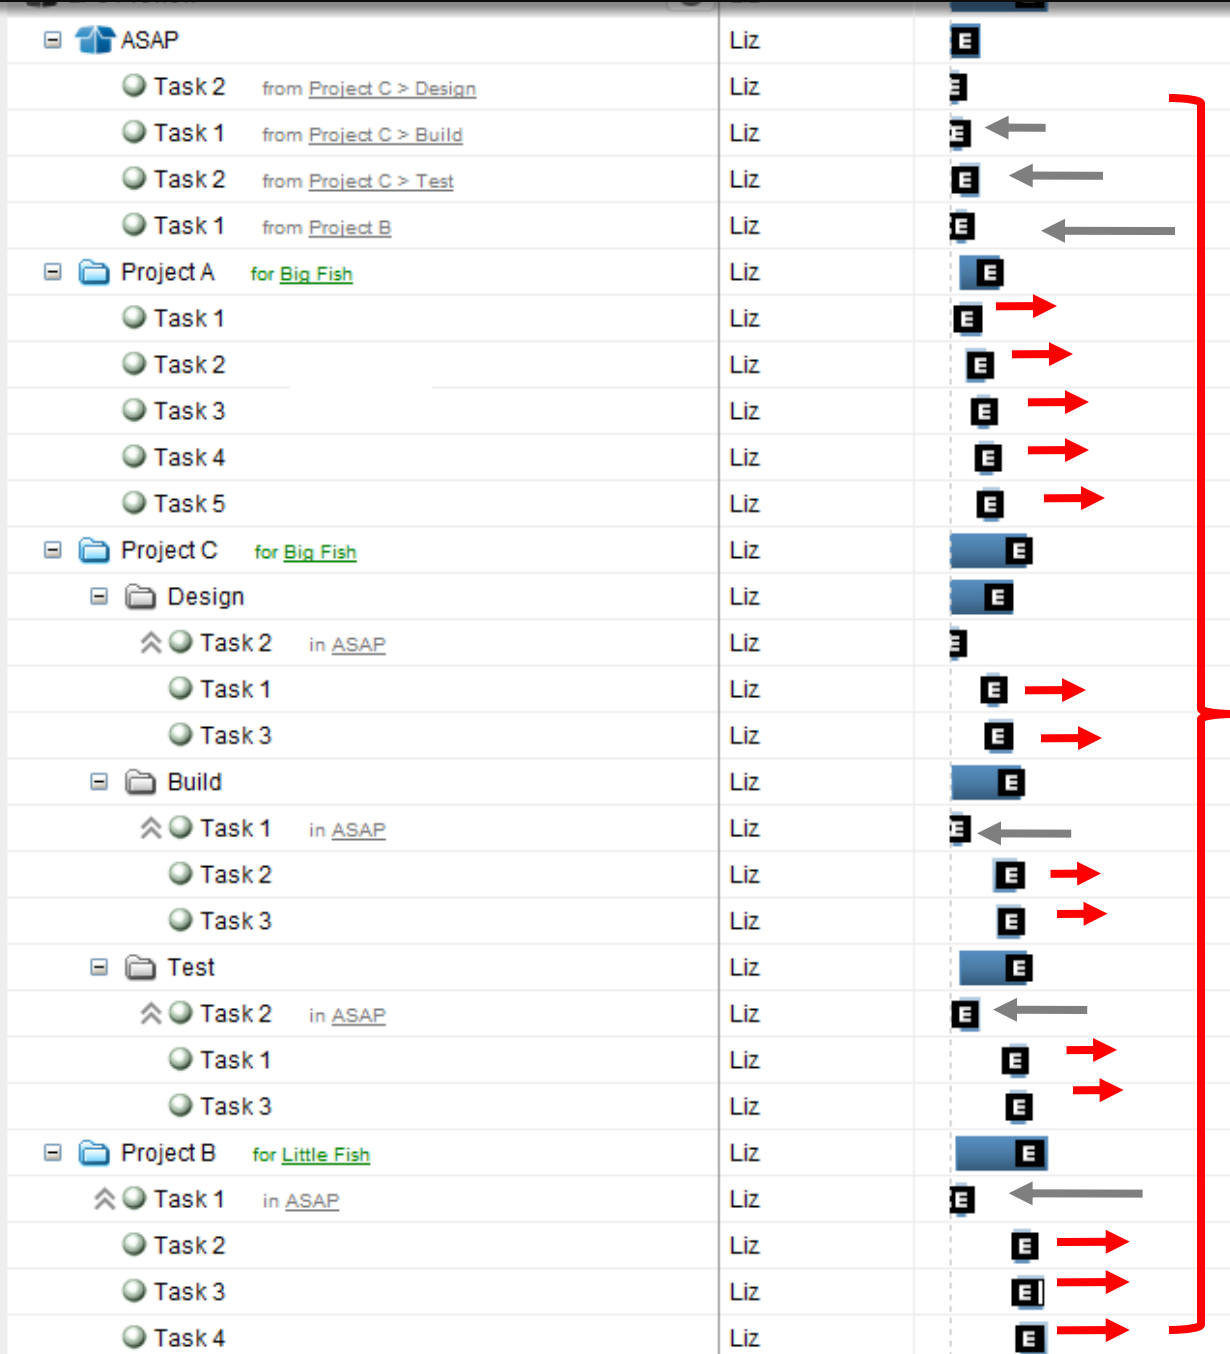 Liz
ASAP Liz E
Task 2 from Project C > Design Liz E
Task 1 from Project C > Build Liz E
Task 2 from Project C > Test Liz E
Task 1 from Project B Liz E
Project A for Big Fish Liz E
Task 1 Liz E
Task 2 Liz E
Task 3 Liz E
Task 4 Liz E
Task 5 Liz E
Project C for Big Fish Liz E
Design Liz E
Task 2 in ASAP Liz E
Task 1 Liz E
Task 3 Liz E
Build Liz E
Task 1 in ASAP Liz E
Task 2 Liz E
Task 3 Liz E
Test Liz E
Task 2 in ASAP Liz E
Task 1 Liz E
Task 3 Liz E
Project B for Little Fish Liz E
Task 1 in ASAP Liz E
Task 2 Liz E
Task 3 Liz E
Task 4 Liz E